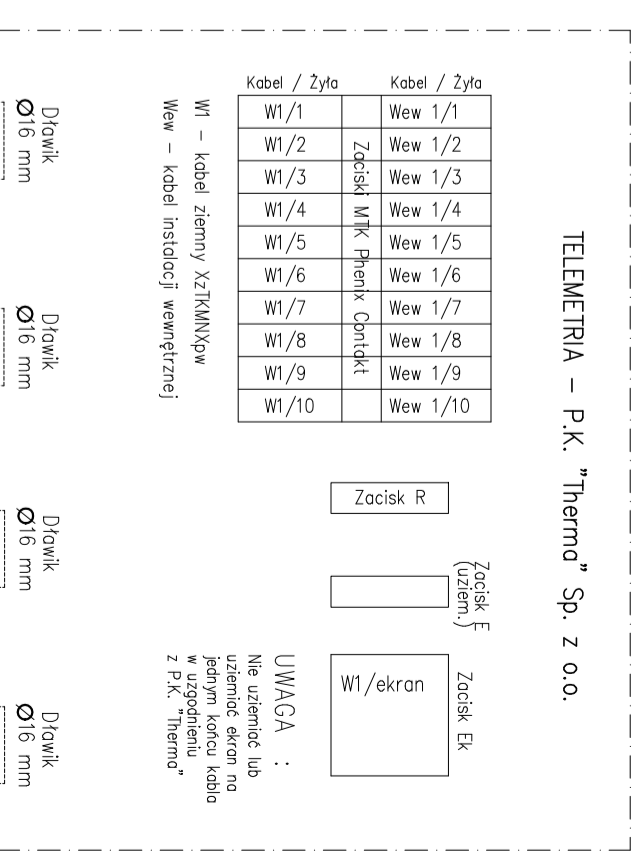 TELEMETRIA – P.K. "Therma" Sp. z o.o.
Kabel / Żyła Kabel / Żyła
W1/1 Wew 1/1
W1/2 Wew 1/2
W1/3 Wew 1/3
W1/4 Wew 1/4
W1/5 Wew 1/5
W1/6 Wew 1/6
W1/7 Wew 1/7
W1/8 Wew 1/8
W1/9 Wew 1/9
W1/10 Wew 1/10
Zaciski MTK Phenix Contakt
Zacisk R
Zacisk E
(uziem.)
Zacisk Ek
W1/ekran
W1 – kabel ziemny XzTKMNXpw
Wew – kabel instalacji wewnętrznej
UWAGA :
Nie uziemiać lub
uziemiać ekran na
jednym końcu kabla
w uzgodnieniu
z P.K. "Therma"
Dławik
Ø16 mm
Dławik
Ø16 mm
Dławik
Ø16 mm
Dławik
Ø16 mm